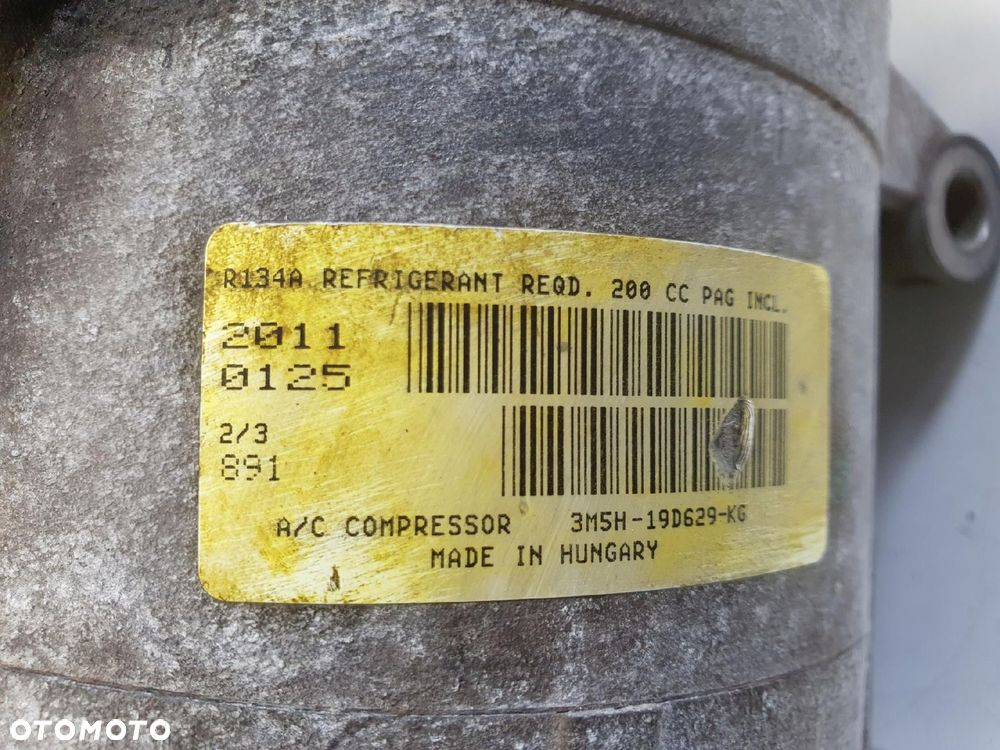 R134A REFRIGERANT REQD. 200 CC PAG INCL.
2011
0125
2/3
891
A/C COMPRESSOR 3M5H-19D629-KG
MADE IN HUNGARY
OTOMOTO